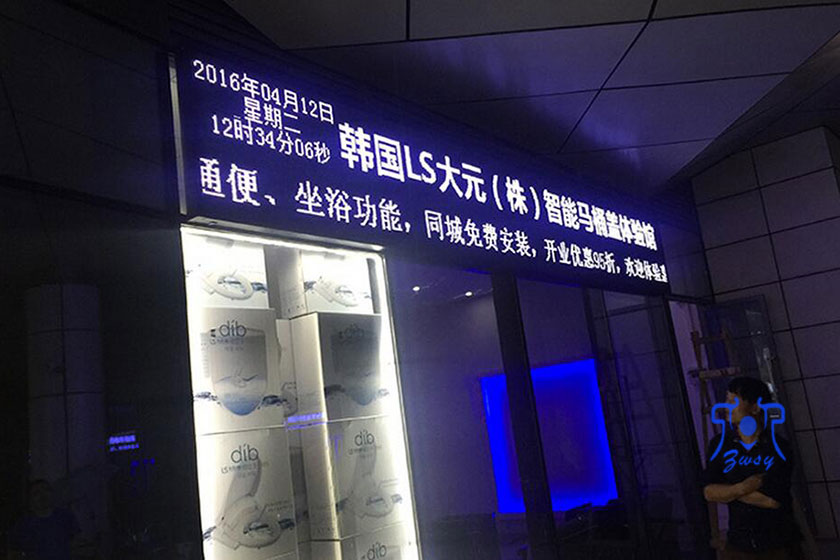 2016年04月12日
星期二
12时34分06秒
韩国LS大元（株）智能马桶盖体验馆
通便、坐浴功能，同城免费安装，开业优惠95折，欢迎体验
dib
dib
dib
dib
Zwsy